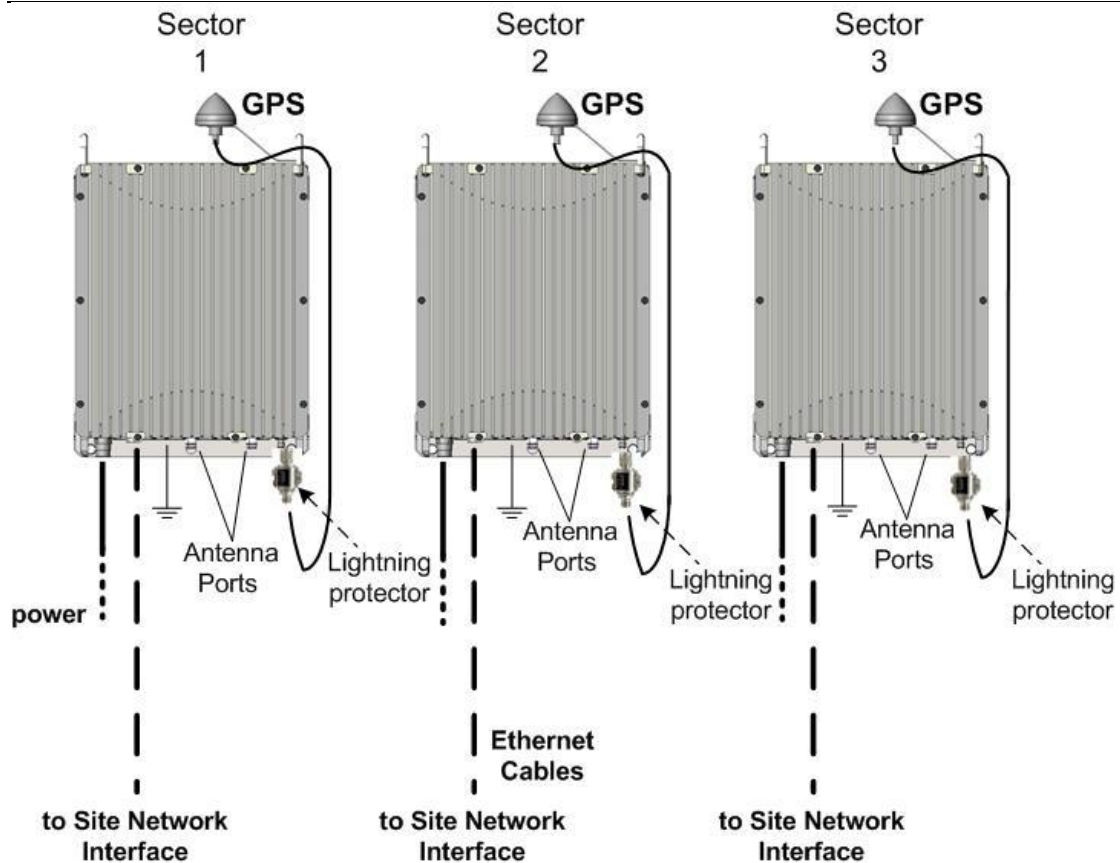 Sector
1
Sector
2
Sector
3
GPS
GPS
GPS
Antenna
Ports
Lightning
protector
Antenna
Ports
Lightning
protector
Antenna
Ports
Lightning
protector
power
Ethernet
Cables
to Site Network
Interface
to Site Network
Interface
to Site Network
Interface